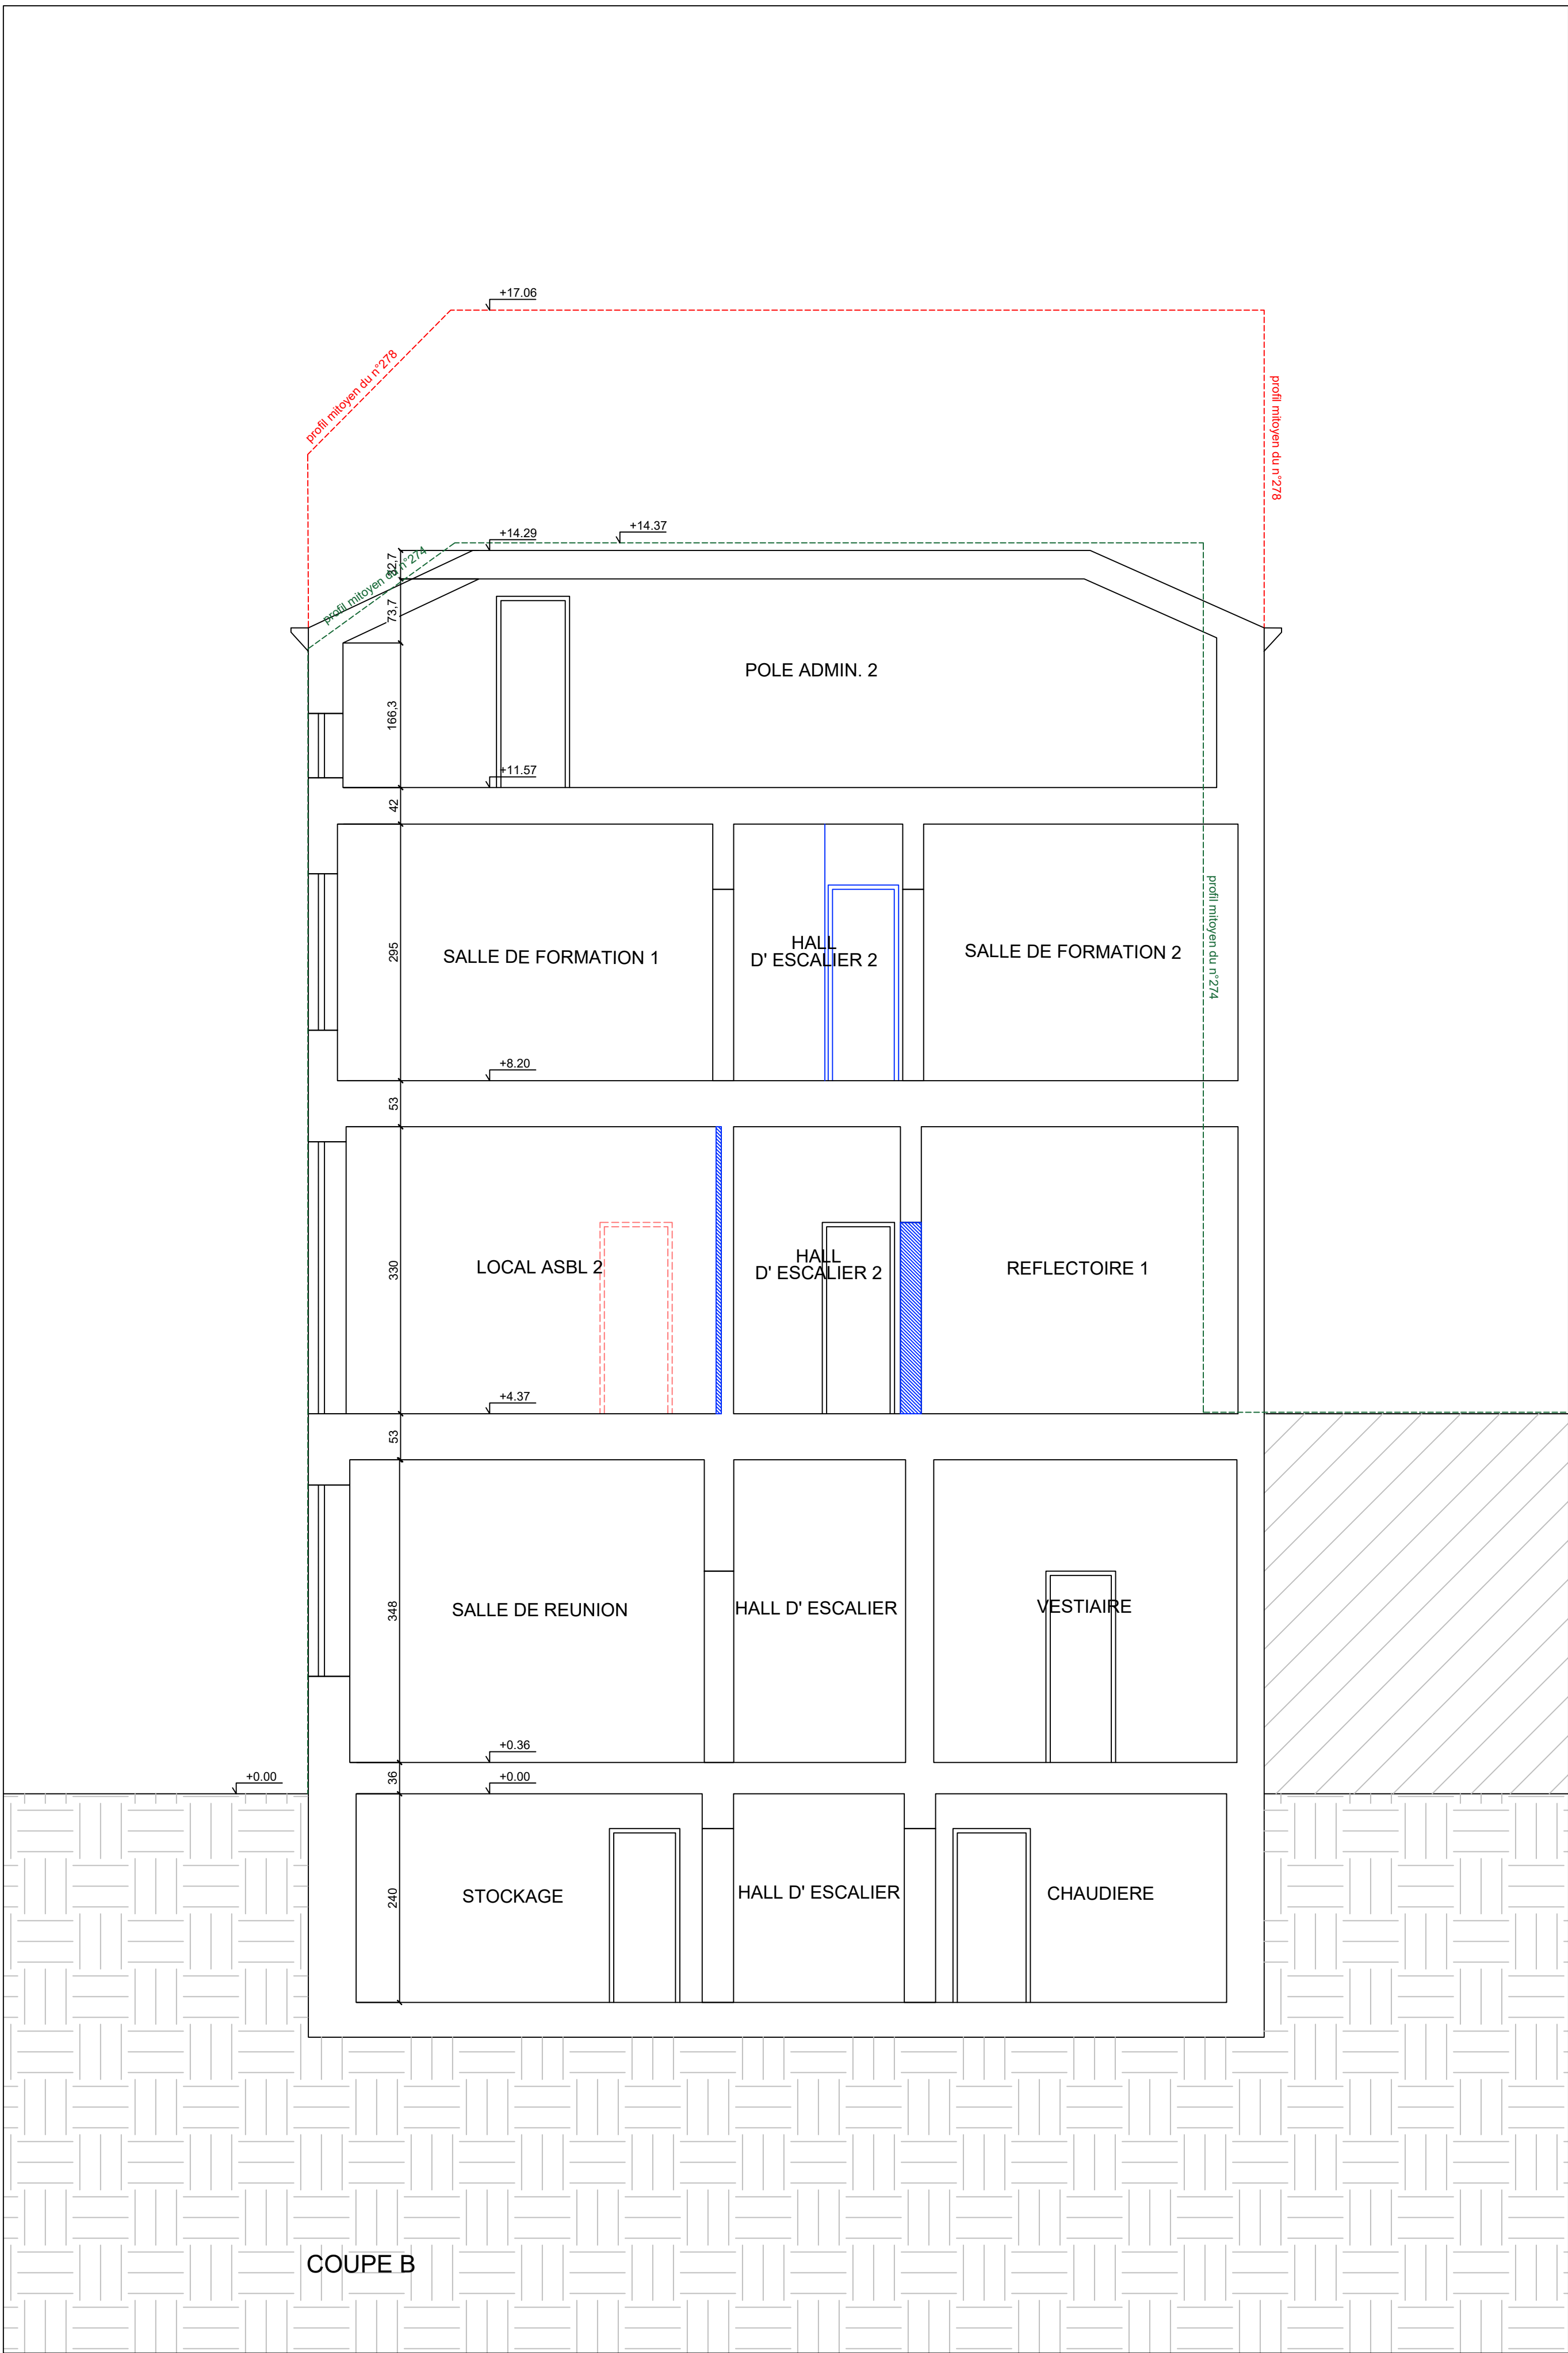 +17.06
profil mitoyen du n°278
profil mitoyen du n°278
+14.29
+14.37
profil mitoyen du n°274
73,7
POLE ADMIN. 2
166,3
+11.57
42
295
SALLE DE FORMATION 1
HALL
D' ESCALIER 2
SALLE DE FORMATION 2
profil mitoyen du n°274
+8.20
53
330
LOCAL ASBL 2
HALL
D' ESCALIER 2
REFLECTOIRE 1
+4.37
53
348
SALLE DE REUNION
HALL D' ESCALIER
VESTIAIRE
+0.36
+0.00
36
+0.00
240
STOCKAGE
HALL D' ESCALIER
CHAUDIERE
COUPE B